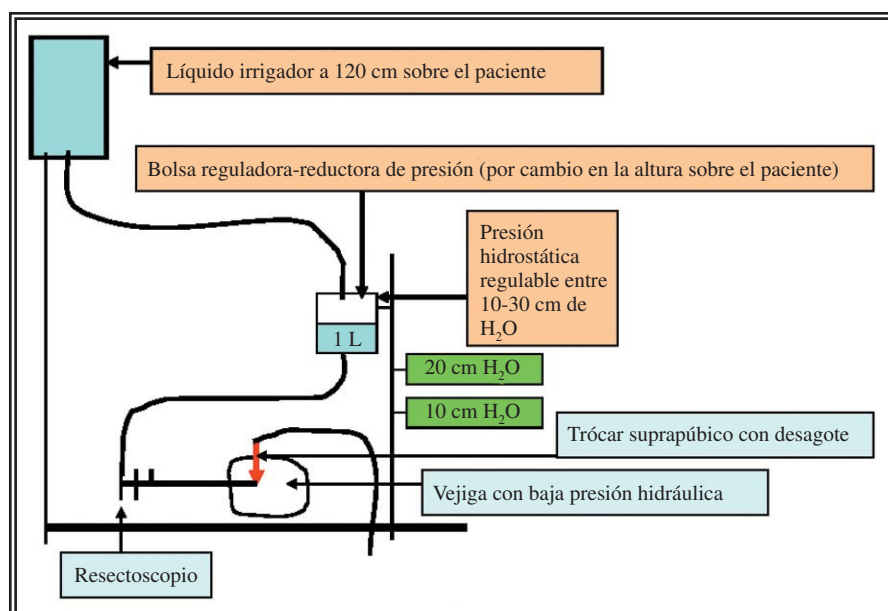 Líquido irrigador a 120 cm sobre el paciente
Bolsa reguladora-reductora de presión (por cambio en la altura sobre el paciente)
Presión
hidrostática
regulable entre
10-30 cm de
H₂O
1 L
20 cm H₂O
10 cm H₂O
Trócar suprapúbico con desagote
Vejiga con baja presión hidráulica
Resectoscopio